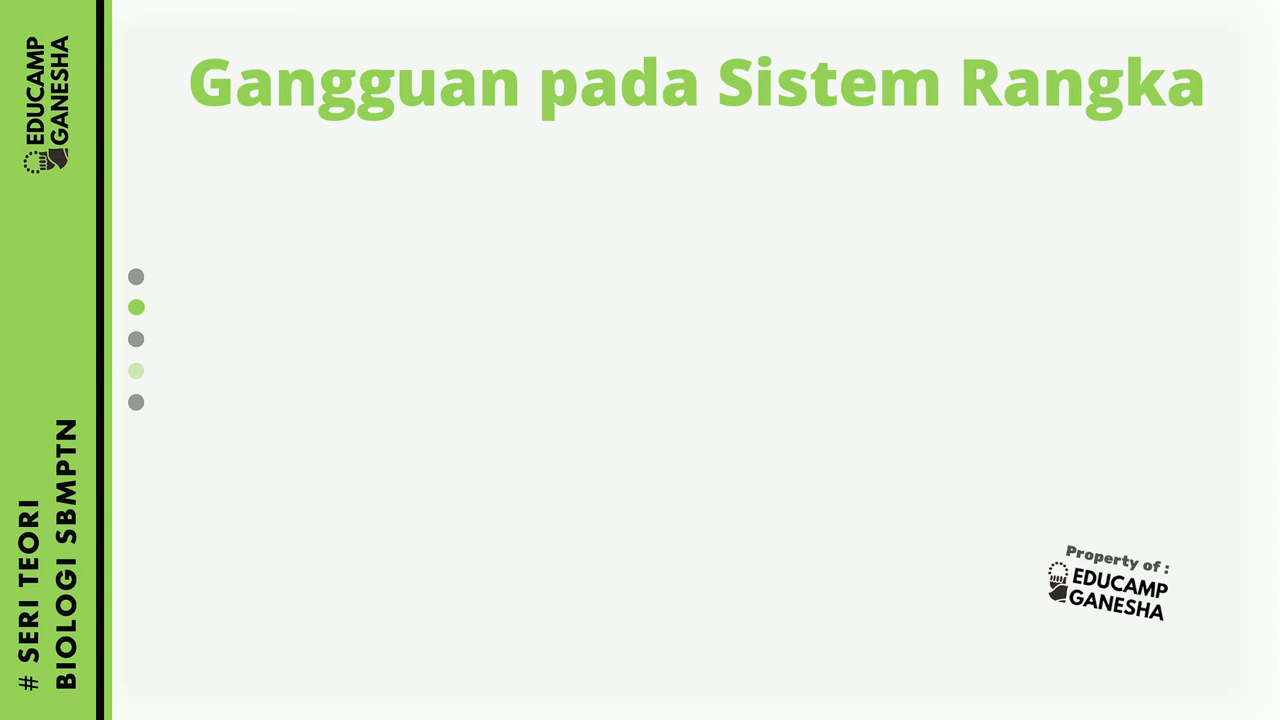 Gangguan pada Sistem Rangka
EDUCAMP
GANESHA
# SERI TEORI
BIOLOGI SBMPTN
Property of :
EDUCAMP
GANESHA